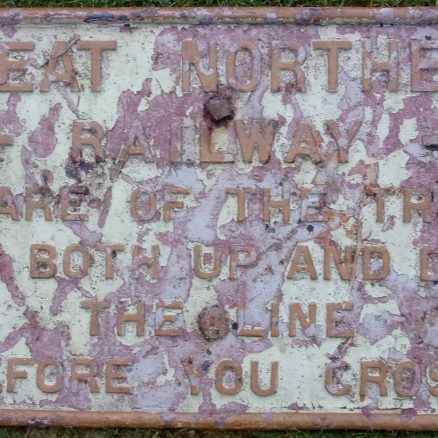 EAT NORTHE
RAILWAY
ARE OF THE TR
BOTH UP AND D
THE LINE
EFORE YOU CROS